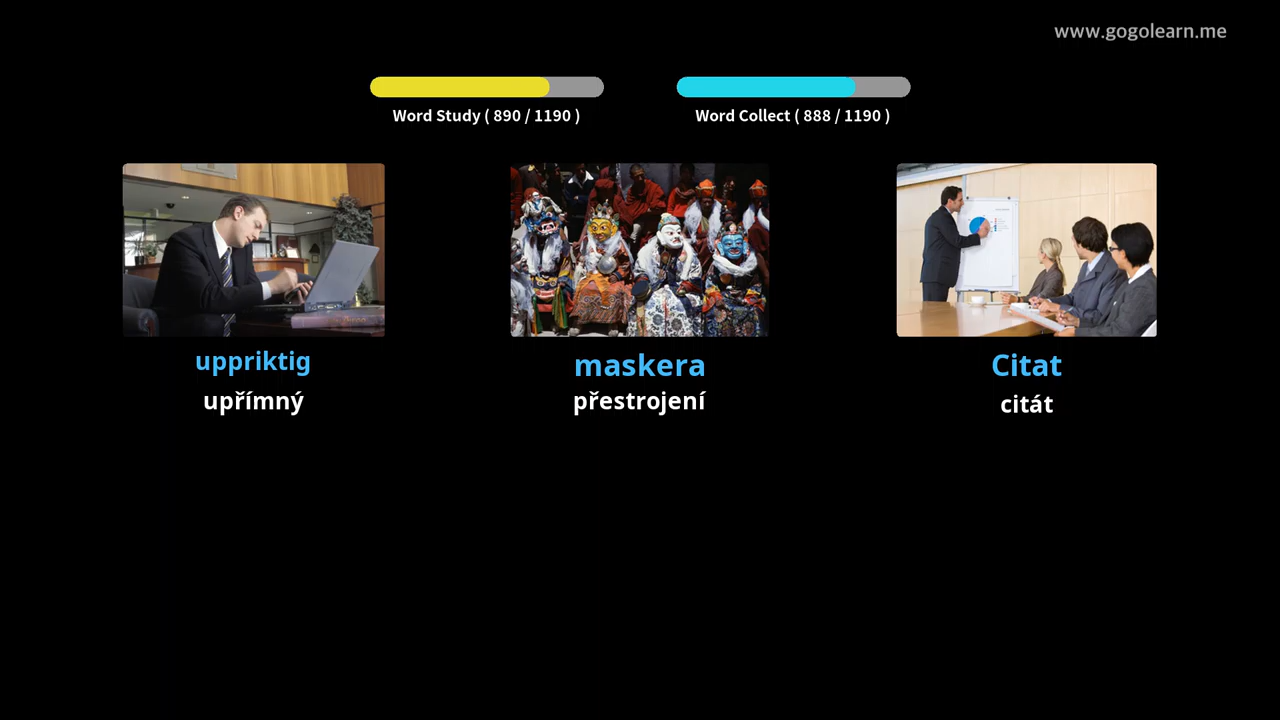 www.gogolearn.me
Word Study ( 890 / 1190 )
Word Collect ( 888 / 1190 )
uppriktig
upřímný
maskera
přestrojení
Citat
citát